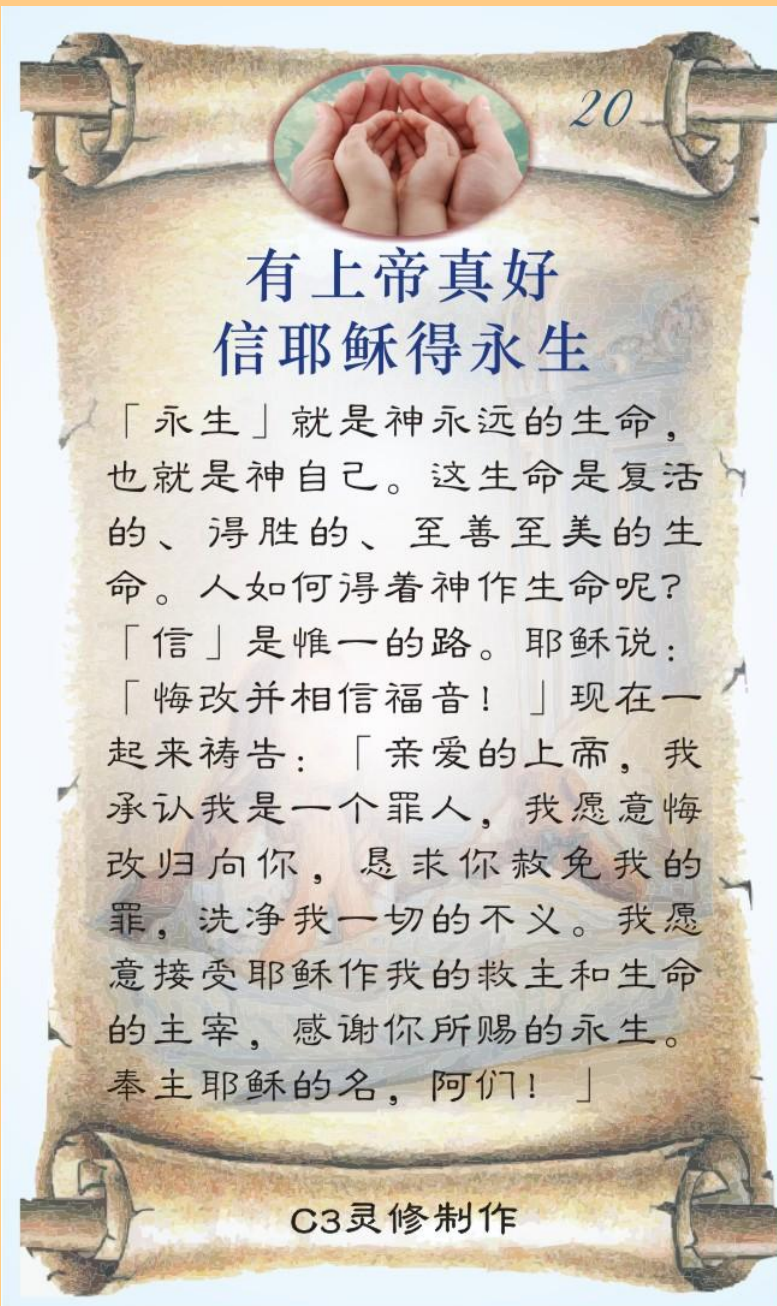 20
有上帝真好
信耶稣得永生
「永生」就是神永远的生命，
也就是神自己。这生命是复活
的、得胜的、至善至美的生
命。人如何得着神作生命呢？
「信」是惟一的路。耶稣说：
「悔改并相信福音！」现在一
起来祷告：「亲爱的上帝，我
承认我是一个罪人，我愿意悔
改归向你，恳求你赦免我的
罪，洗净我一切的不义。我愿
意接受耶稣作我的救主和生命
的主宰，感谢你所赐的永生。
奉主耶稣的名，阿们！」
C3灵修制作